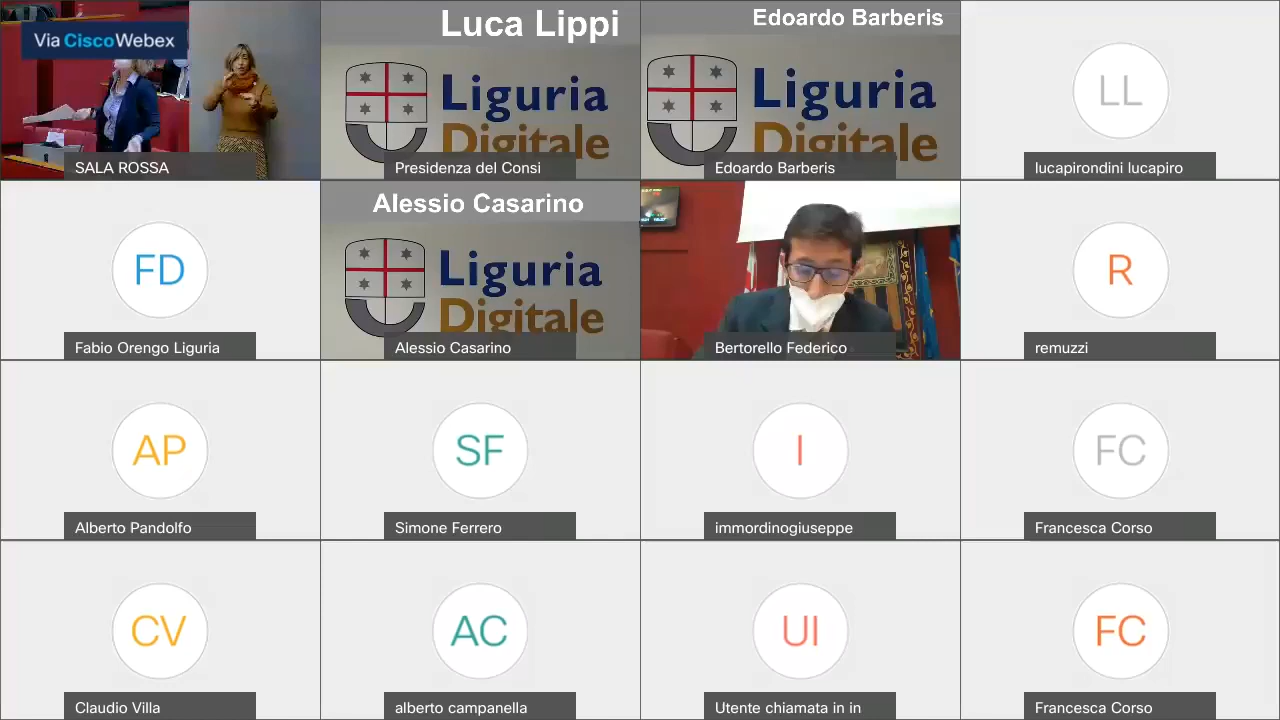 Via CiscoWebex
SALA ROSSA
Luca Lippi
Liguria
Digitale
Presidenza del Consi
Edoardo Barberis
Liguria
Digitale
Edoardo Barberis
LL
lucapirondini lucapiro
FD
Fabio Orengo Liguria
Alessio Casarino
Liguria
Digitale
Alessio Casarino
Bertorello Federico
R
remuzzi
AP
Alberto Pandolfo
SF
Simone Ferrero
I
immordinogiuseppe
FC
Francesca Corso
CV
Claudio Villa
AC
alberto campanella
UI
Utente chiamata in in
FC
Francesca Corso